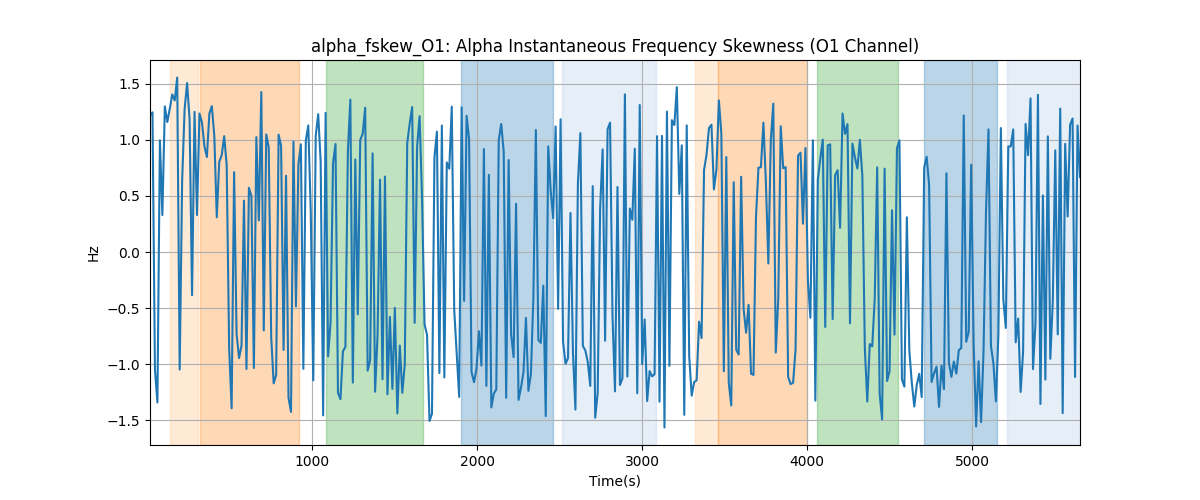 alpha_fskew_O1: Alpha Instantaneous Frequency Skewness (O1 Channel)
1.5
1.0
0.5
0.0
−0.5
−1.0
−1.5
Hz
1000 2000 3000 4000 5000
Time(s)